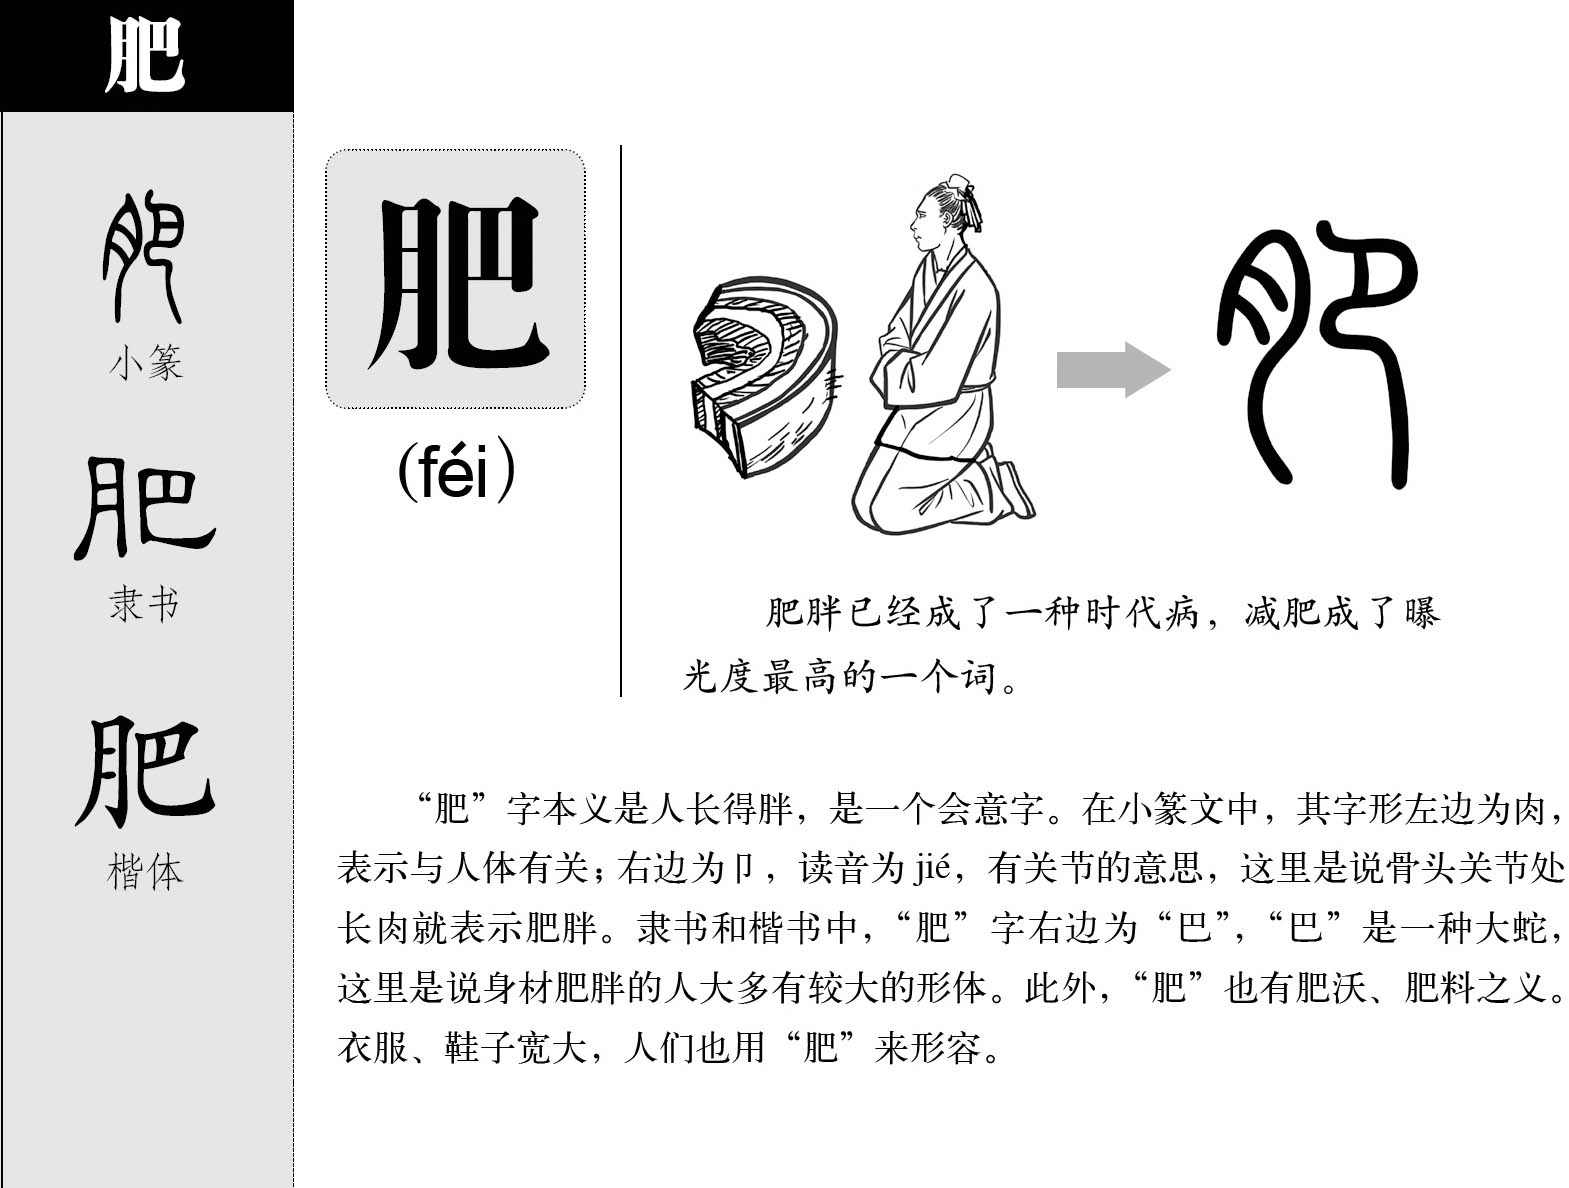 肥
肥
小篆
肥
隶书
肥
楷体
肥
(féi)
肥
肥胖已经成了一种时代病，减肥成了曝
光度最高的一个词。
“肥”字本义是人长得胖，是一个会意字。在小篆文中，其字形左边为肉，
表示与人体有关；右边为卩，读音为 jié，有关节的意思，这里是说骨头关节处
长肉就表示肥胖。隶书和楷书中，“肥”字右边为“巴”，“巴”是一种大蛇，
这里是说身材肥胖的人大多有较大的形体。此外，“肥”也有肥沃、肥料之义。
衣服、鞋子宽大，人们也用“肥”来形容。